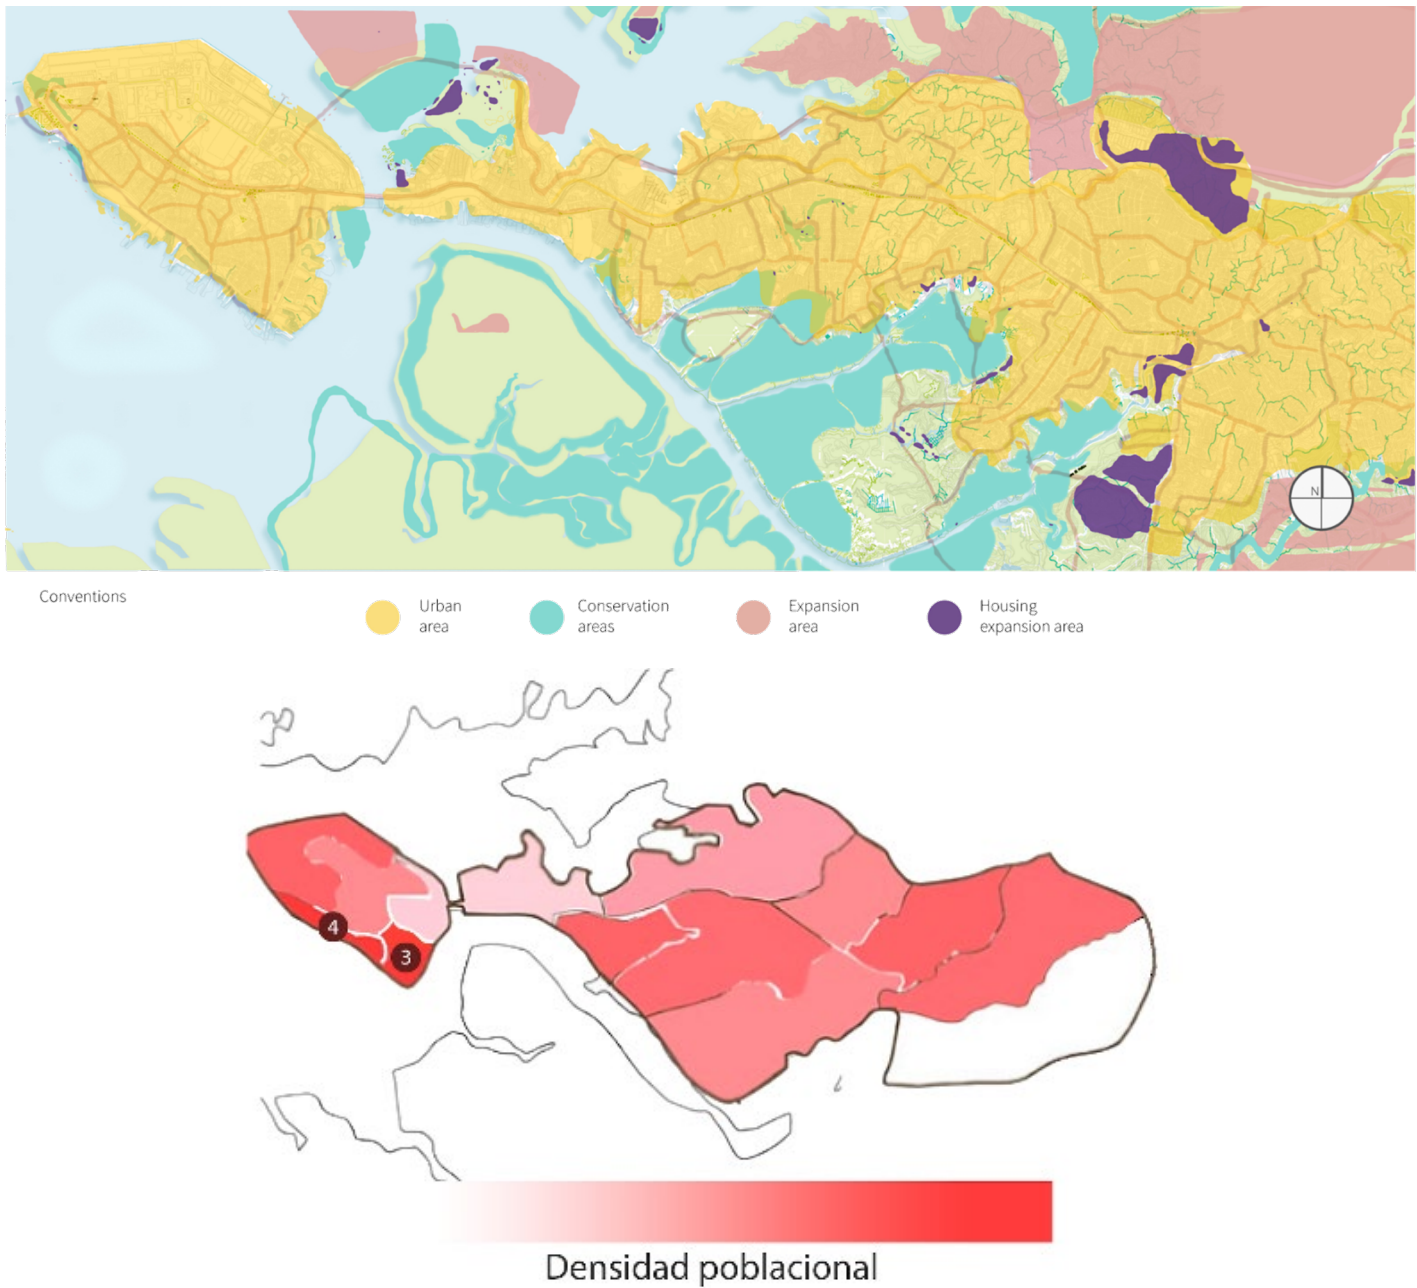 N
Conventions
Urban
area
Conservation
areas
Expansion
area
Housing
expansion area
4
3
Densidad poblacional